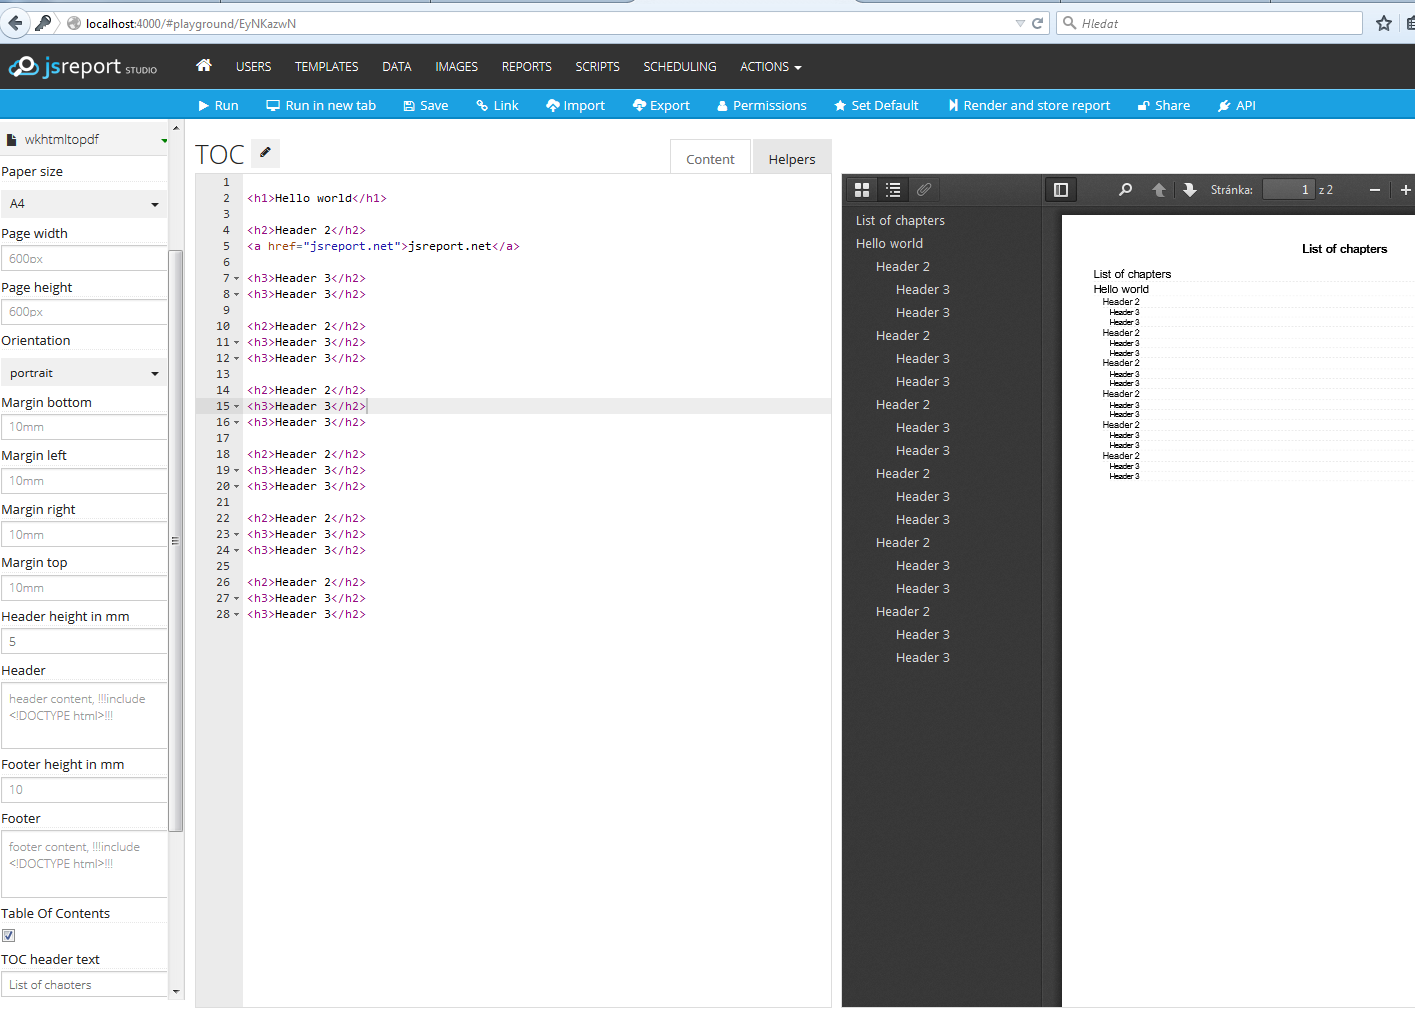 localhost:4000/#playground/EyNKazwN
Hledat
jsreport STUDIO
USERS TEMPLATES DATA IMAGES REPORTS SCRIPTS SCHEDULING ACTIONS
Run Run in new tab Save Link Import Export Permissions Set Default Render and store report Share API
wkhtmltopdf
Paper size
A4
Page width
600px
Page height
600px
Orientation
portrait
Margin bottom
10mm
Margin left
10mm
Margin right
10mm
Margin top
10mm
Header height in mm
5
Header
header content, !!!include
<!DOCTYPE html>!!!
Footer height in mm
10
Footer
footer content, !!!include
<!DOCTYPE html>!!!
Table Of Contents
TOC header text
List of chapters
TOC
Content Helpers
1
2 <h1>Hello world</h1>
3
4 <h2>Header 2</h2>
5 <a href="jsreport.net">jsreport.net</a>
6
7 <h3>Header 3</h2>
8 <h3>Header 3</h2>
9
10 <h2>Header 2</h2>
11 <h3>Header 3</h2>
12 <h3>Header 3</h2>
13
14 <h2>Header 2</h2>
15 <h3>Header 3</h2>
16 <h3>Header 3</h2>
17
18 <h2>Header 2</h2>
19 <h3>Header 3</h2>
20 <h3>Header 3</h2>
21
22 <h2>Header 2</h2>
23 <h3>Header 3</h2>
24 <h3>Header 3</h2>
25
26 <h2>Header 2</h2>
27 <h3>Header 3</h2>
28 <h3>Header 3</h2>
Stránka: 1 z 2
List of chapters
Hello world
Header 2
Header 3
Header 3
Header 2
Header 3
Header 3
Header 2
Header 3
Header 3
Header 2
Header 3
Header 3
Header 2
Header 3
Header 3
Header 2
Header 3
Header 3
List of chapters
List of chapters
Hello world
Header 2
Header 3
Header 3
Header 2
Header 3
Header 3
Header 2
Header 3
Header 3
Header 2
Header 3
Header 3
Header 2
Header 3
Header 3
Header 2
Header 3
Header 3